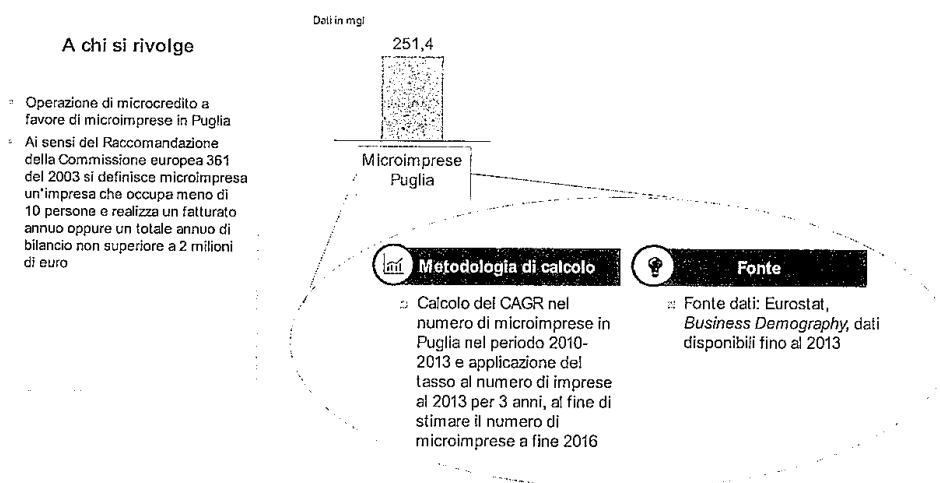 Dati in mgl
A chi si rivolge
251,4
Operazione di microcredito a
favore di microimprese in Puglia
Ai sensi del Raccomandazione
della Commissione europea 361
del 2003 si definisce microimpresa
un'impresa che occupa meno di
10 persone e realizza un fatturato
annuo oppure un totale annuo di
bilancio non superiore a 2 milioni
di euro
Microimprese
Puglia
Metodologia di calcolo
Calcolo del CAGR nel
numero di microimprese in
Puglia nel periodo 2010-
2013 e applicazione del
tasso al numero di imprese
al 2013 per 3 anni, al fine di
stimare il numero di
microimprese a fine 2016
Fonte
Fonte dati: Eurostat,
Business Demography, dati
disponibili fino al 2013